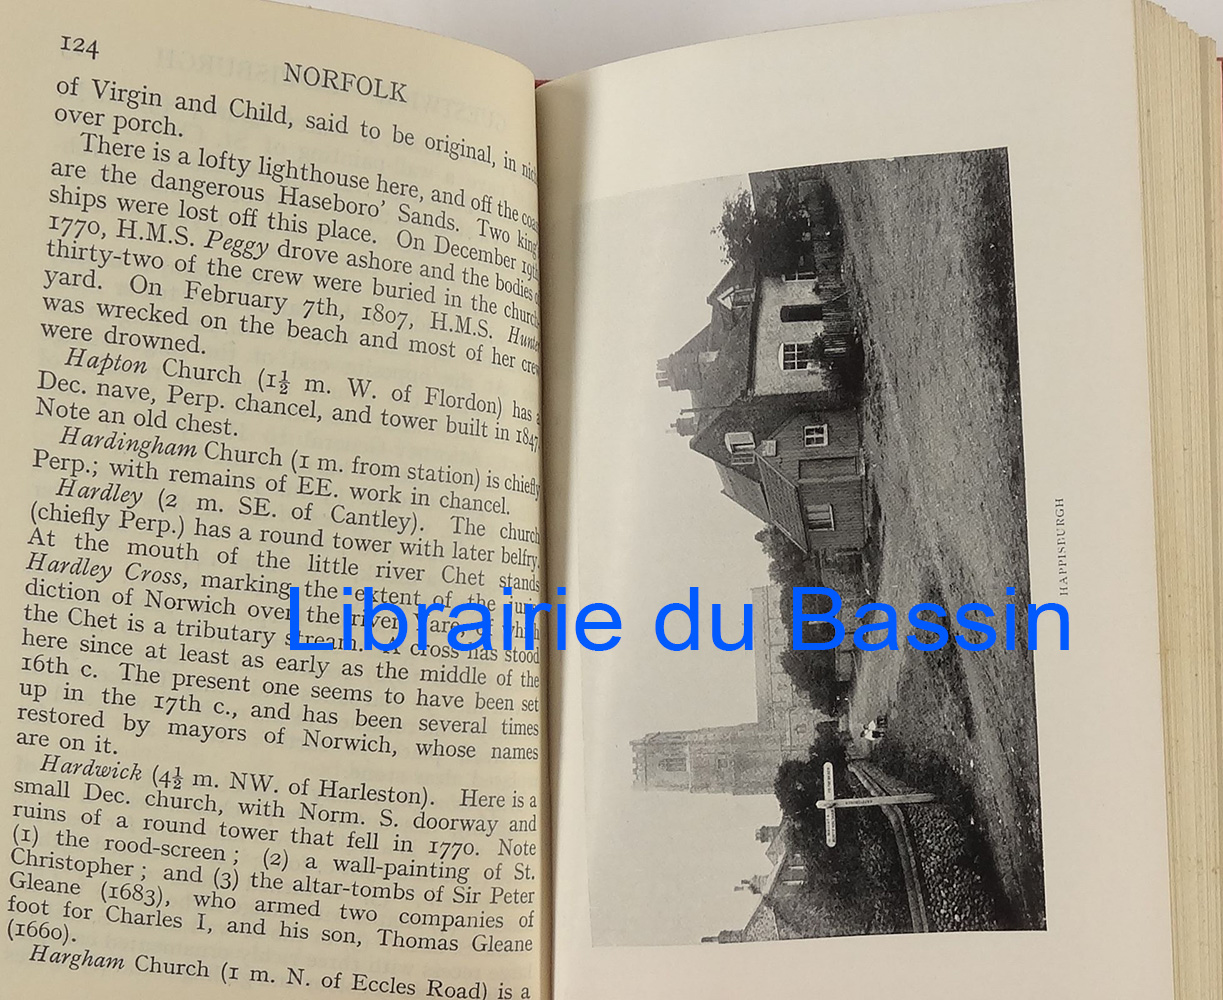 124
NORFOLK
of Virgin and Child, said to be original, in
over porch.
There is a lofty lighthouse here, and off the
are the dangerous Haseboro' Sands. Two king's
ships were lost off this place. On December 19th
1770, H.M.S. Peggy drove ashore and the bodies
thirty-two of the crew were buried in the church-
yard. On February 7th, 1807, H.M.S. Hunter
was wrecked on the beach and most of her crew
were drowned.
Hapton Church (1½ m. W. of Flordon) has a
Dec. nave, Perp. chancel, and tower built in 1847.
Note an old chest.
Hardingham Church (1 m. from station) is chiefly
Perp.; with remains of EE. work in chancel.
Hardley (2 m. SE. of Cantley). The church
(chiefly Perp.) has a round tower with later belfry.
At the mouth of the little river Chet stands
Hardley Cross, marking the extent of the juris-
diction of Norwich over the river Yare, of which
the Chet is a tributary stream. A cross has stood
here since at least as early as the middle of the
16th c. The present one seems to have been set
up in the 17th c., and has been several times
restored by mayors of Norwich, whose names
are on it.
Hardwick (4½ m. NW. of Harleston). Here is a
small Dec. church, with Norm. S. doorway and
ruins of a round tower that fell in 1770. Note
(1) the rood-screen; (2) a wall-painting of St.
Christopher; and (3) the altar-tombs of Sir Peter
Gleane (1683), who armed two companies of
foot for Charles I, and his son, Thomas Gleane
(1660).
Hargham Church (1 m. N. of Eccles Road) is a
HAPPISBURGH
Librairie du Bassin